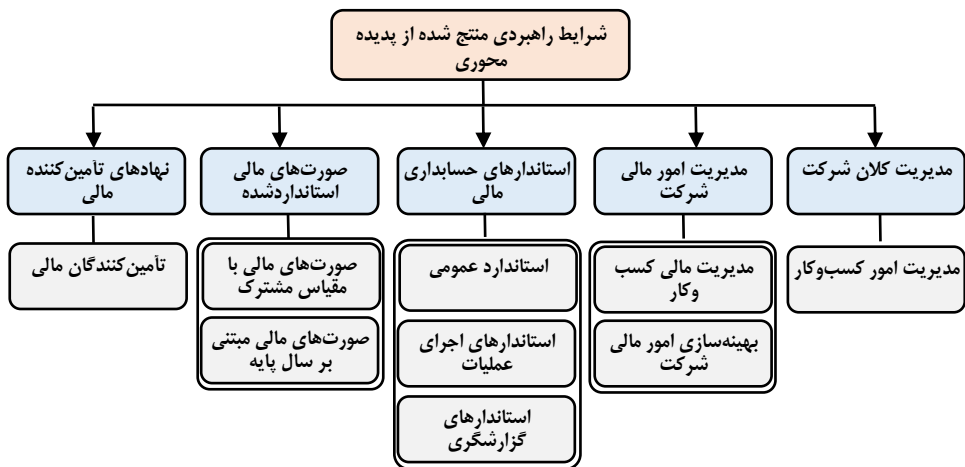 شرایط راهبردی منتج شده از پدیده
محوری
مدیریت کلان شرکت
مدیریت امور مالی
شرکت
استاندارهای حسابداری
مالی
صورت‌های مالی
استانداردشده
نهادهای تأمین‌کننده
مالی
مدیریت امور کسب‌وکار
مدیریت مالی کسب
وکار
بهینه‌سازی امور مالی
شرکت
استاندارد عمومی
استاندارهای اجرای
عملیات
استاندارهای
گزارشگری
صورت‌های مالی با
مقیاس مشترک
صورت‌های مالی مبتنی
بر سال پایه
تأمین‌کنندگان مالی